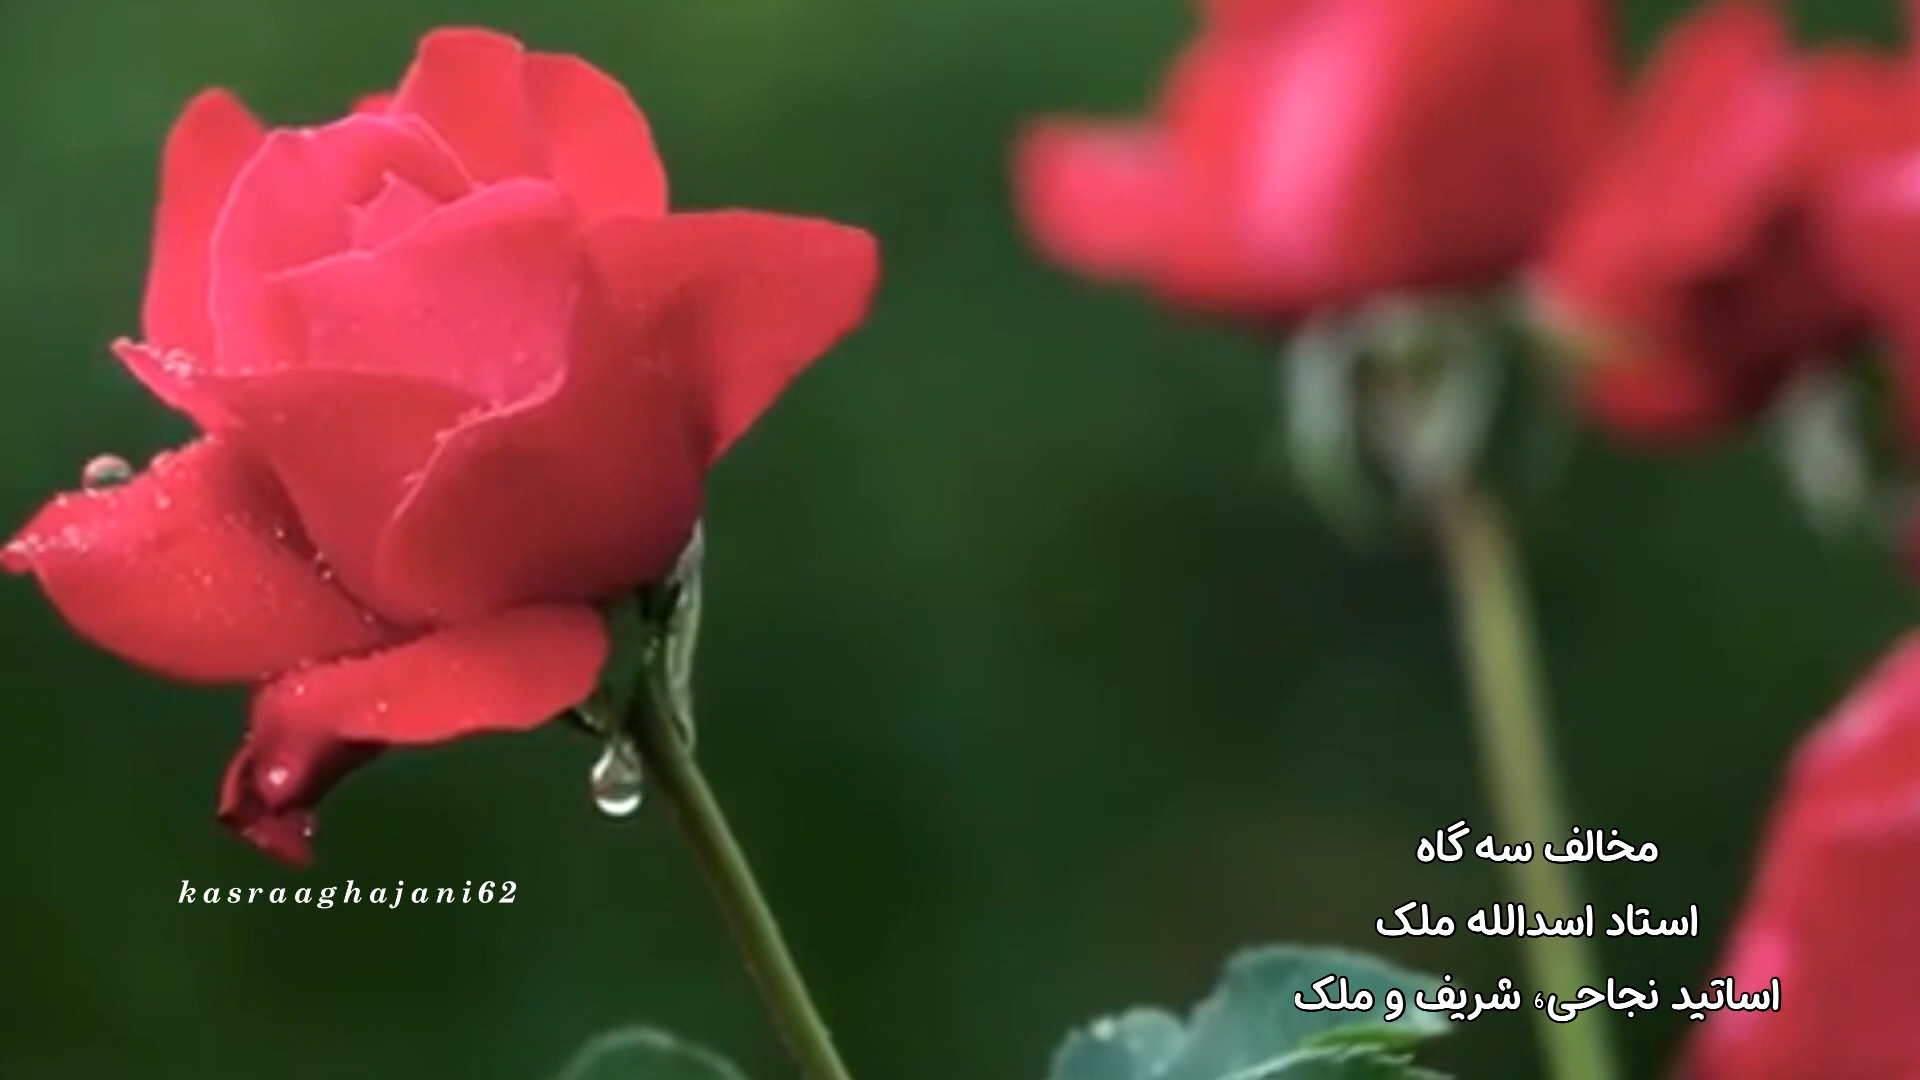 kasraaghajani62
مخالف سه گاه
استاد اسدالله ملک
اساتید نجاحی، شریف و ملک